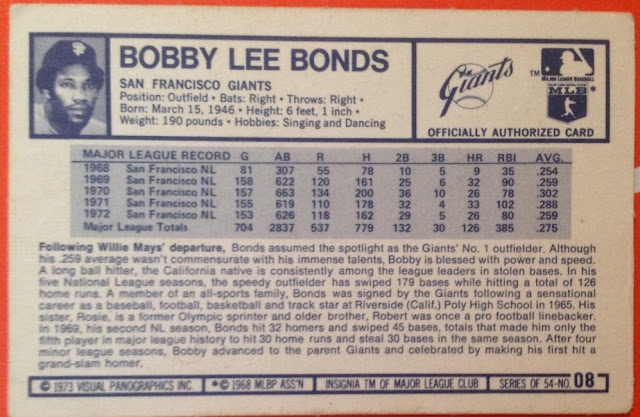 BOBBY LEE BONDS
SAN FRANCISCO GIANTS
Position: Outfield • Bats: Right • Throws: Right •
Born: March 15, 1946 • Height: 6 feet, 1 inch •
Weight: 190 pounds • Hobbies: Singing and Dancing
SF
the Giants
TM
MAJOR LEAGUE BASEBALL
MLB
OFFICIALLY AUTHORIZED CARD
MAJOR LEAGUE RECORD G AB R H 2B 3B HR RBI AVG.
1968 San Francisco NL 81 307 55 78 10 5 9 35 .254
1969 San Francisco NL 158 622 120 161 25 6 32 90 .259
1970 San Francisco NL 157 663 134 200 36 10 26 78 .302
1971 San Francisco NL 155 619 110 178 32 4 33 102 .288
1972 San Francisco NL 153 626 118 162 29 5 26 80 .259
Major League Totals 704 2837 537 779 132 30 126 385 .275
Following Willie Mays' departure, Bonds assumed the spotlight as the Giants' No. 1 outfielder. Although
his .259 average wasn't commensurate with his immense talents, Bobby is blessed with power and speed.
A long ball hitter, the California native is consistently among the league leaders in stolen bases. In his
five National League seasons, the speedy outfielder has swiped 179 bases while hitting a total of 126
home runs. A member of an all-sports family, Bonds was signed by the Giants following a sensational
career as a baseball, football, basketball and track star at Riverside (Calif.) Poly High School in 1965. His
sister, Rosie, is a former Olympic sprinter and older brother, Robert was once a pro football linebacker.
In 1969, his second NL season, Bonds hit 32 homers and swiped 45 bases, totals that made him only the
fifth player in major league history to hit 30 home runs and steal 30 bases in the same season. After four
minor league seasons, Bobby advanced to the parent Giants and celebrated by making his first hit a
grand-slam homer.
© 1973 VISUAL PANOGRAPHICS INC. *© 1968 MLBP ASS'N INSIGNIA TM OF MAJOR LEAGUE CLUB SERIES OF 54-NO. 08